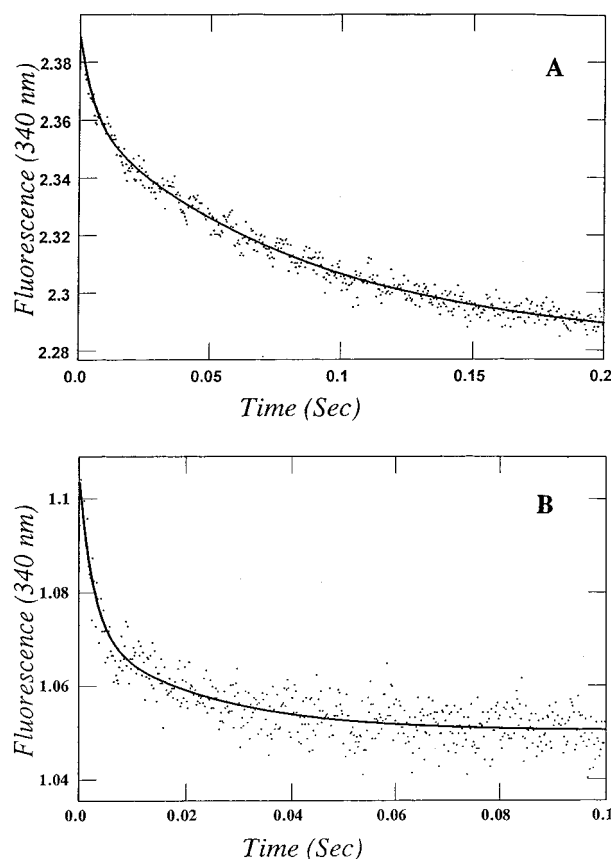 A
2.38
2.36
2.34
2.32
2.3
2.28
Fluorescence (340 nm)
0.0 0.05 0.1 0.15 0.2
Time (Sec)
B
1.1
1.08
1.06
1.04
Fluorescence (340 nm)
0.0 0.02 0.04 0.06 0.08 0.1
Time (Sec)